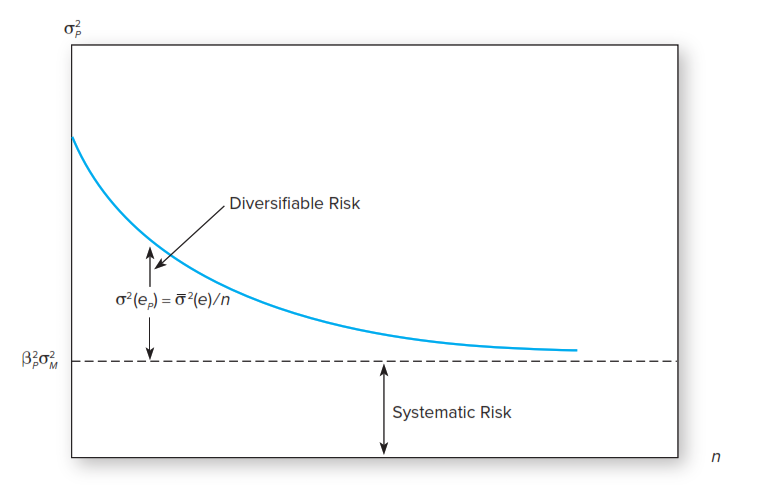 σ²_P
Diversifiable Risk
σ²(e_P) = σ̅²(e)/n
β²_Pσ²_M
Systematic Risk
n